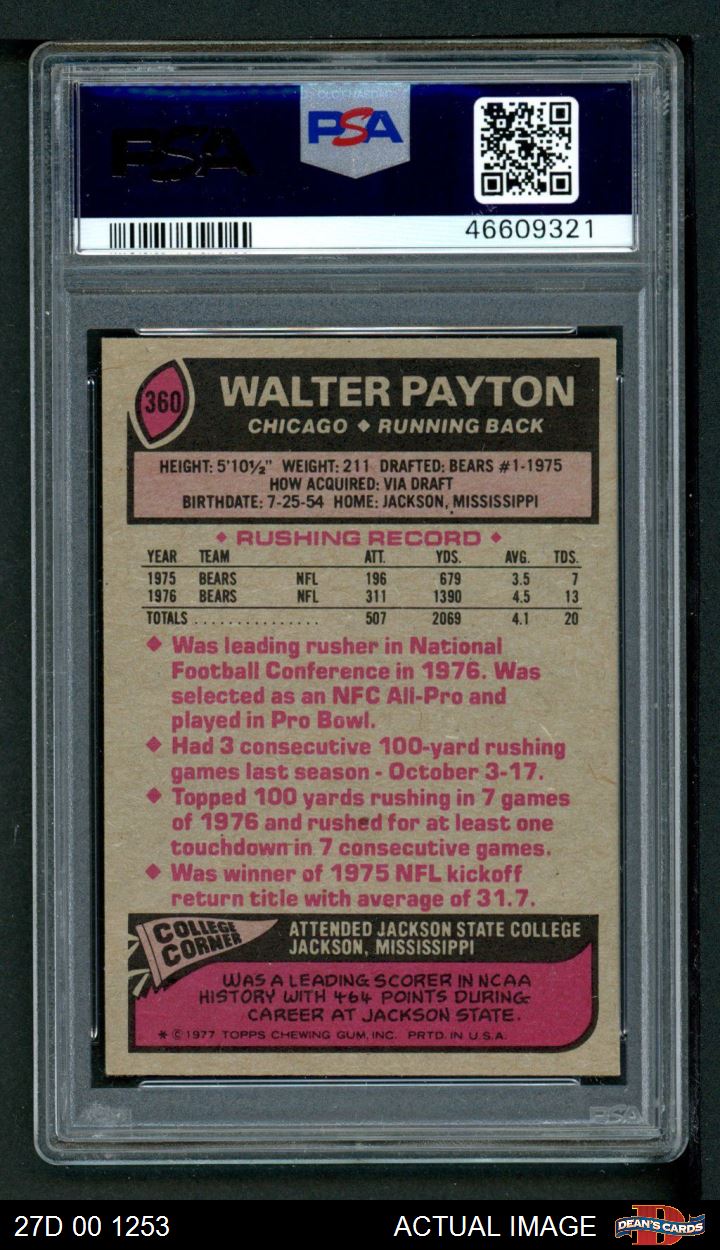 PSA
PSA
46609321
360
WALTER PAYTON
CHICAGO ◆ RUNNING BACK
HEIGHT: 5'10½" WEIGHT: 211 DRAFTED: BEARS #1-1975
HOW ACQUIRED: VIA DRAFT
BIRTHDATE: 7-25-54 HOME: JACKSON, MISSISSIPPI
◆ RUSHING RECORD ◆
YEAR TEAM ATT. YDS. AVG. TDS.
1975 BEARS NFL 196 679 3.5 7
1976 BEARS NFL 311 1390 4.5 13
TOTALS . . . . . . . . . . . . . . . 507 2069 4.1 20
◆ Was leading rusher in National
Football Conference in 1976. Was
selected as an NFC All-Pro and
played in Pro Bowl.
◆ Had 3 consecutive 100-yard rushing
games last season - October 3-17.
◆ Topped 100 yards rushing in 7 games
of 1976 and rushed for at least one
touchdown in 7 consecutive games.
◆ Was winner of 1975 NFL kickoff
return title with average of 31.7.
COLLEGE
CORNER
ATTENDED JACKSON STATE COLLEGE
JACKSON, MISSISSIPPI
WAS A LEADING SCORER IN NCAA
HISTORY WITH 464 POINTS DURING
CAREER AT JACKSON STATE.
* © 1977 TOPPS CHEWING GUM, INC. PRTD. IN U.S.A.
PSA
27D 00 1253 ACTUAL IMAGE
DEAN'S CARDS